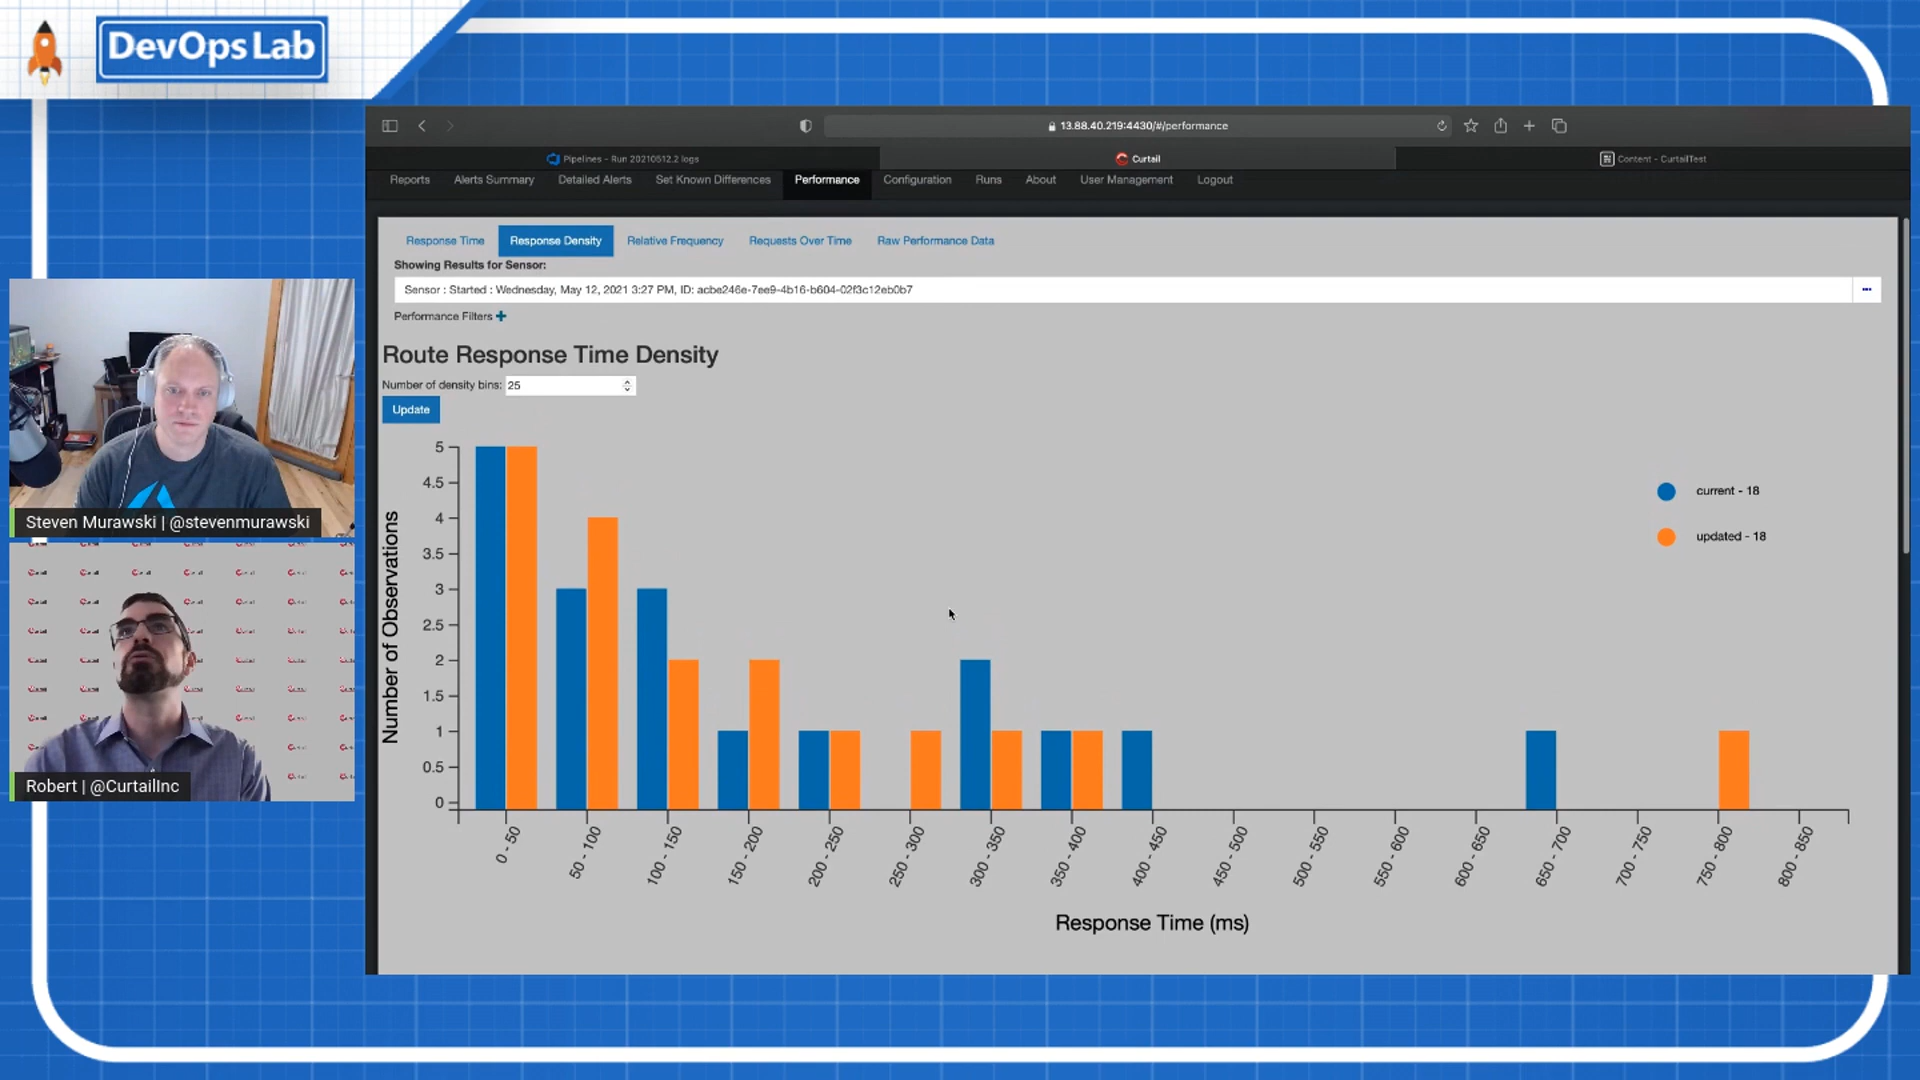 DevOps Lab
13.88.40.219:4430/#/performance
Pipelines - Run 20210512.2 logs
Curtail
Content - CurtailTest
Reports
Alerts Summary
Detailed Alerts
Set Known Differences
Performance
Configuration
Runs
About
User Management
Logout
Response Time
Response Density
Relative Frequency
Requests Over Time
Raw Performance Data
Showing Results for Sensor:
Sensor : Started : Wednesday, May 12, 2021 3:27 PM, ID: acbe246e-7ee9-4b16-b604-02f3c12eb0b7
...
Performance Filters +
Route Response Time Density
Number of density bins: 25
Update
Number of Observations
5
4.5
4
3.5
3
2.5
2
1.5
1
0.5
0
current - 18
updated - 18
0 - 50
50 - 100
100 - 150
150 - 200
200 - 250
250 - 300
300 - 350
350 - 400
400 - 450
450 - 500
500 - 550
550 - 600
600 - 650
650 - 700
700 - 750
750 - 800
800 - 850
Response Time (ms)
Steven Murawski | @stevenmurawski
Robert | @CurtailInc